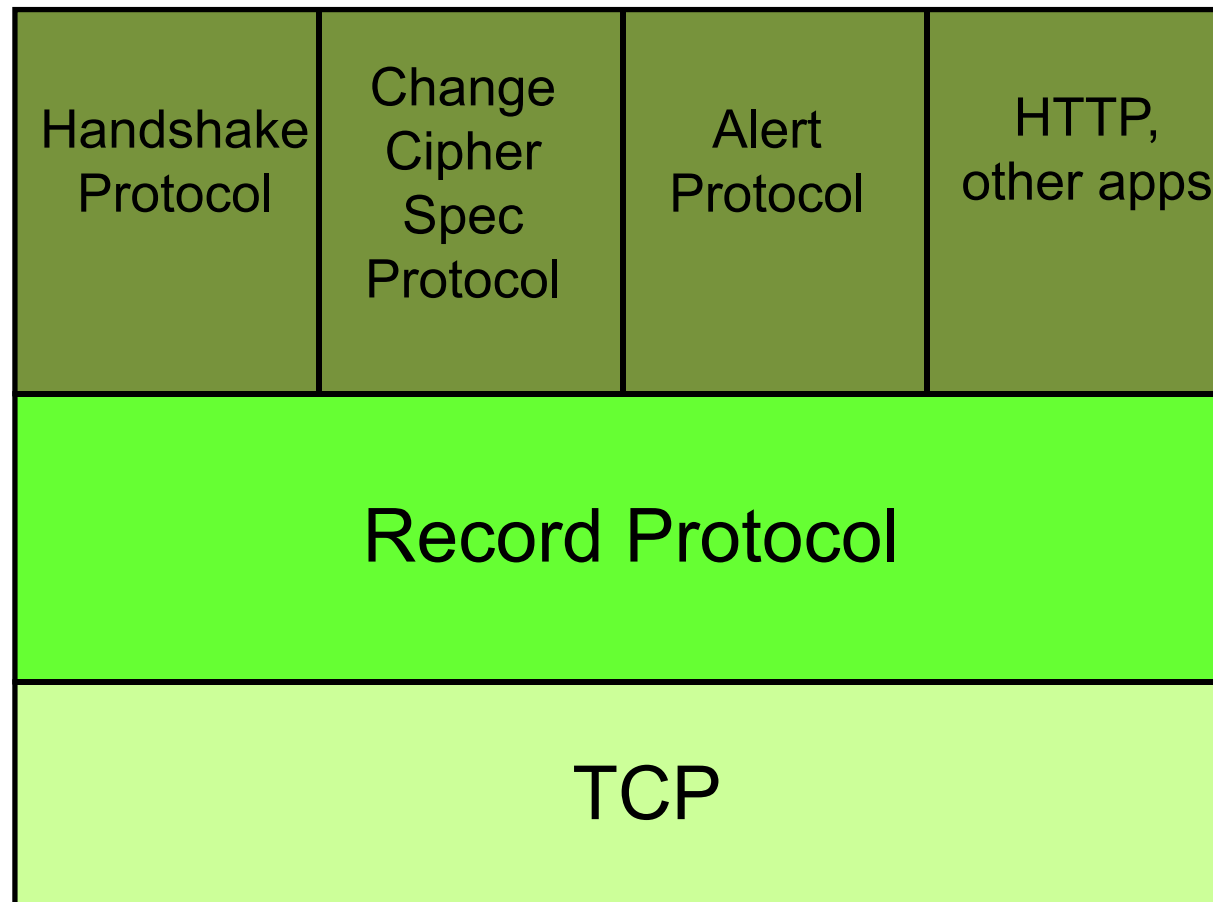 Handshake
Protocol
Change
Cipher
Spec
Protocol
Alert
Protocol
HTTP,
other apps
Record Protocol
TCP